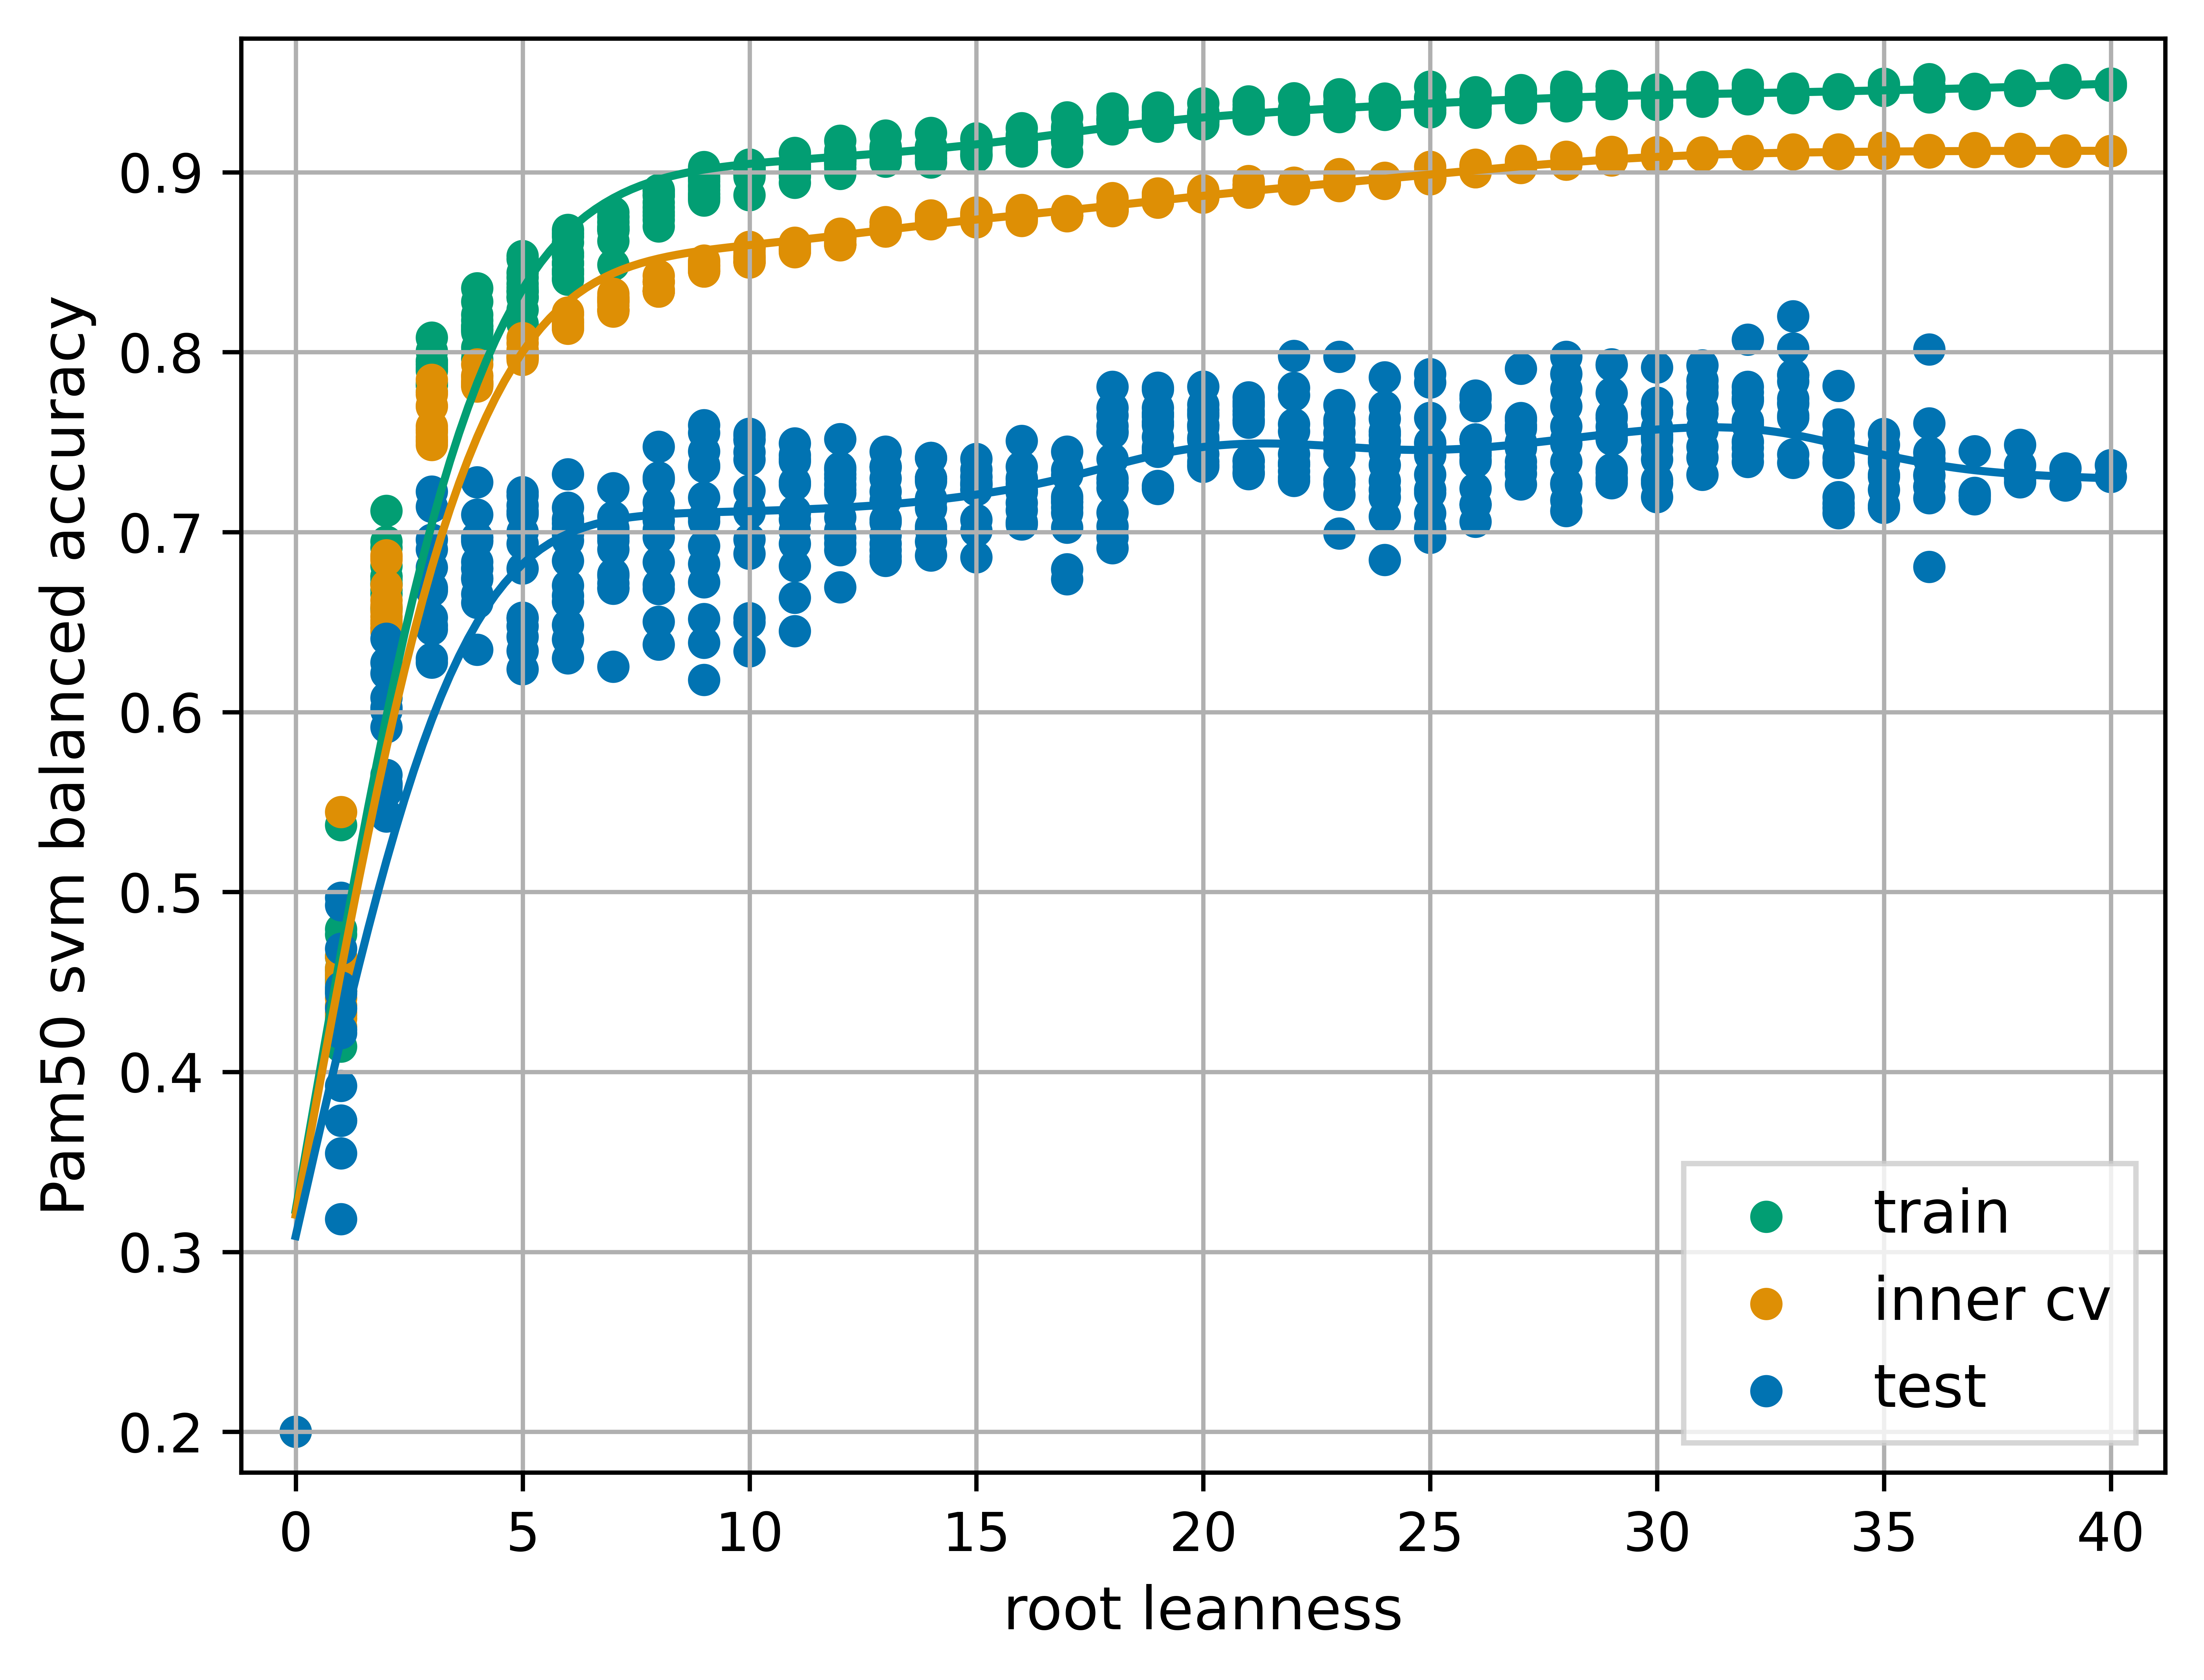 Pam50 svm balanced accuracy
0.9
0.8
0.7
0.6
0.5
0.4
0.3
0.2
train
inner cv
test
0 5 10 15 20 25 30 35 40
root leanness